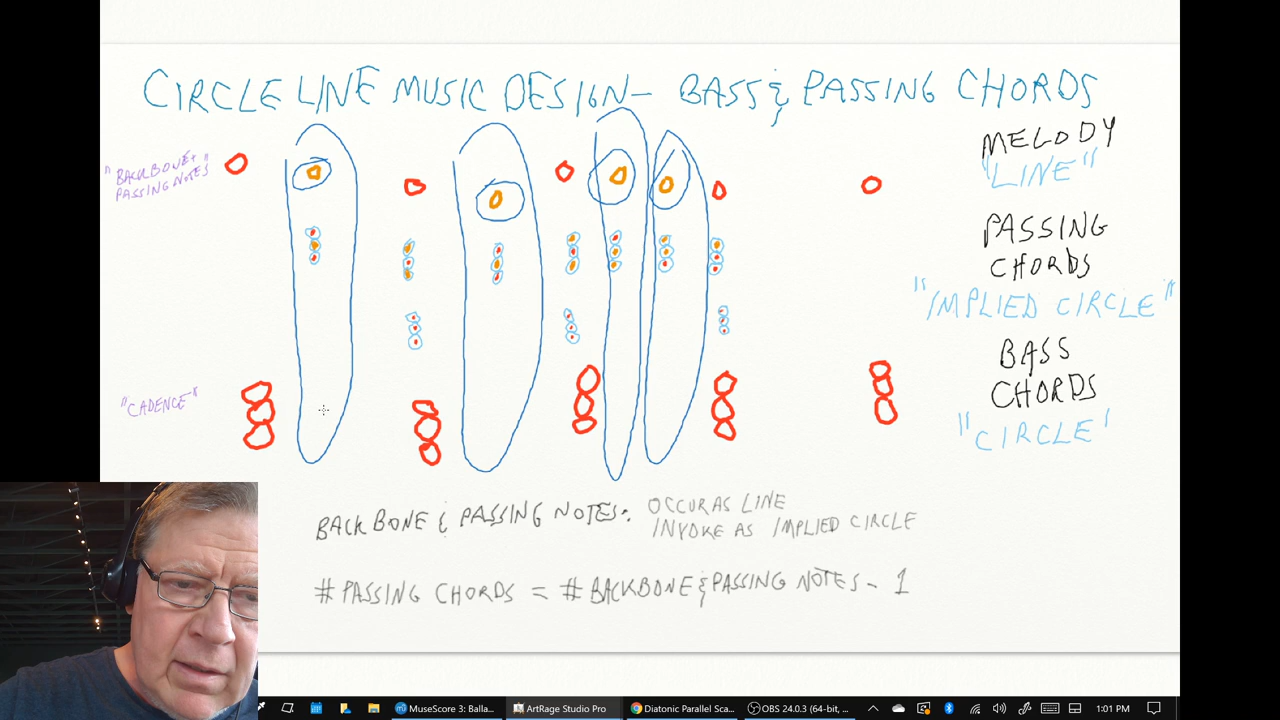 CIRCLE LINE MUSIC DESIGN- BASS & PASSING CHORDS
"BACKBONE+"
PASSING NOTES
MELODY
"LINE"
PASSING
CHORDS
"IMPLIED CIRCLE"
BASS
CHORDS
"CADENCE"
"CIRCLE"
BACKBONE & PASSING NOTES: OCCUR AS LINE
INVOKE AS IMPLIED CIRCLE
# PASSING CHORDS = # BACKBONE & PASSING NOTES - 1
MuseScore 3: Balla...
ArtRage Studio Pro
Diatonic Parallel Sca...
OBS 24.0.3 (64-bit, ...
1:01 PM